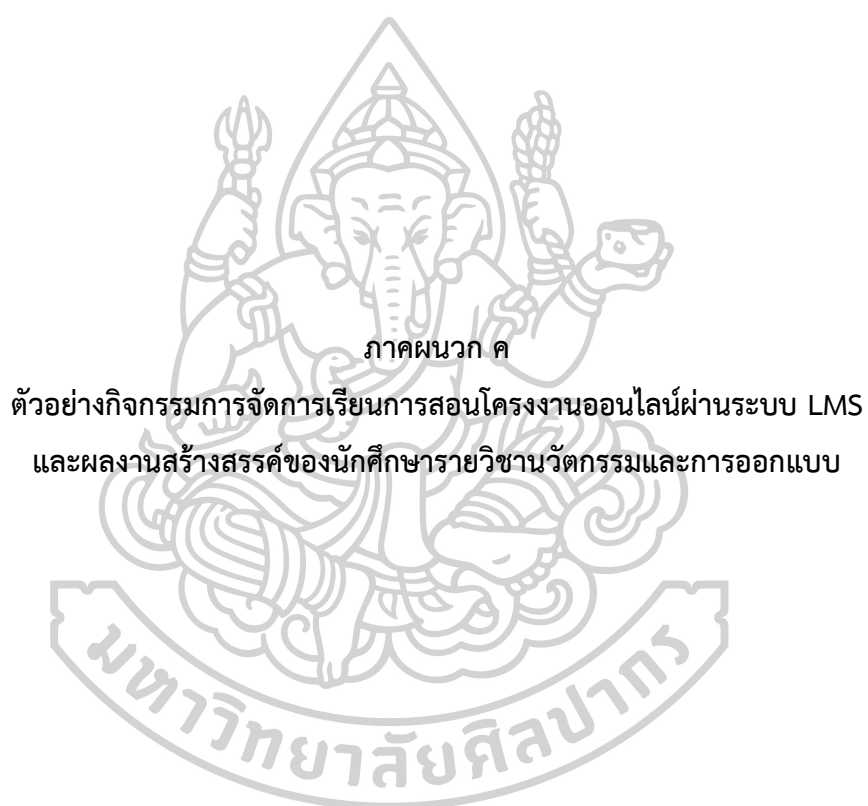 ภาคผนวก ค
ตัวอย่างกิจกรรมการจัดการเรียนการสอนโครงงานออนไลน์ผ่านระบบ LMS
และผลงานสร้างสรรค์ของนักศึกษารายวิชานวัตกรรมและการออกแบบ
มหาวิทยาลัยศิลปากร